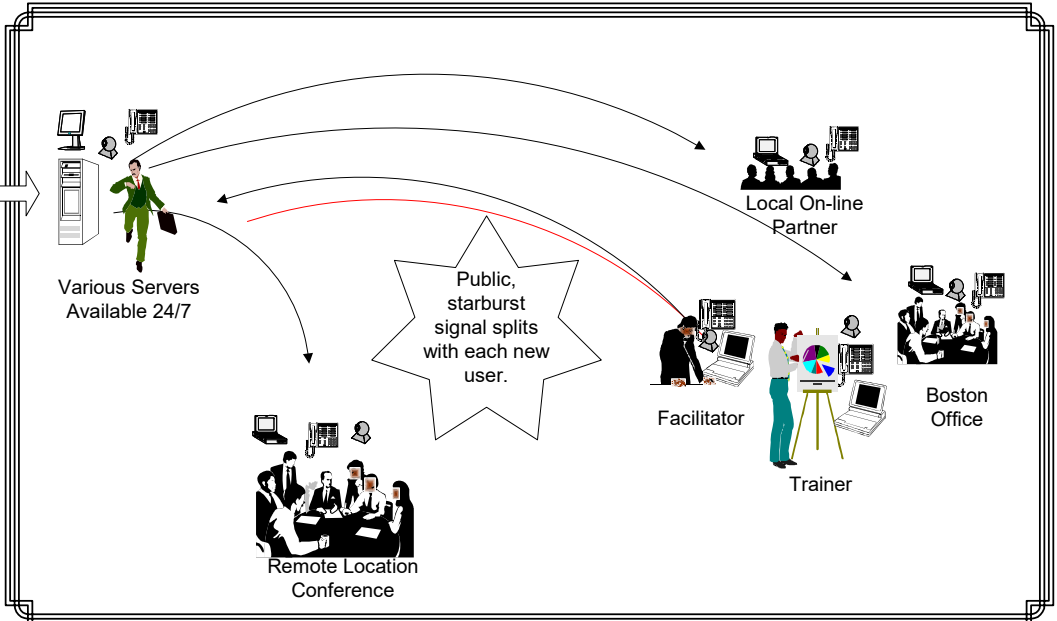 Local On-line
Partner
Various Servers
Available 24/7
Public,
starburst
signal splits
with each new
user.
Facilitator
Boston
Office
Trainer
Remote Location
Conference